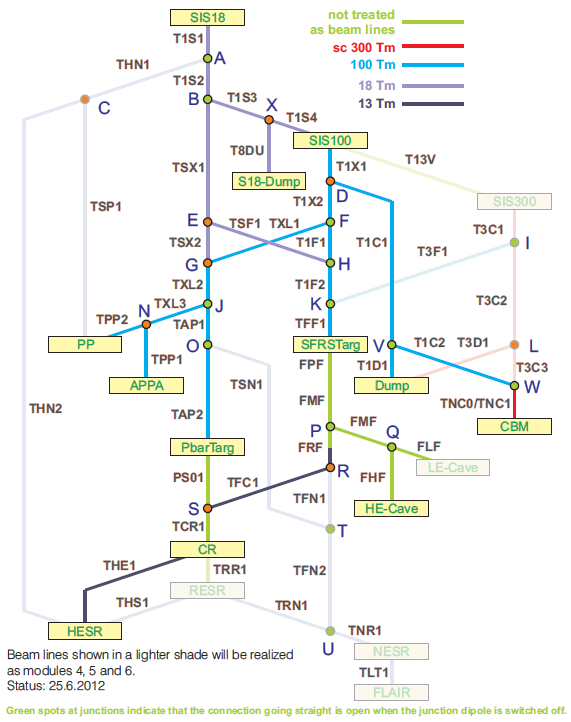 SIS18
not treated
as beam lines
sc 300 Tm
100 Tm
18 Tm
13 Tm
T1S1
THN1
A
T1S2
C
B
T1S3
X
T1S4
SIS100
T8DU
T1X1
T13V
TSX1
S18-Dump
T1X2
D
SIS300
TSP1
E
TSF1
TXL1
F
T3C1
TSX2
T1F1
T1C1
T3F1
I
G
H
TXL2
T1F2
N
TXL3
J
K
T3C2
TPP2
TAP1
TFF1
PP
O
SFRSTarg
V
T1C2
T3D1
L
TPP1
FPF
T1D1
T3C3
APPA
TSN1
Dump
W
THN2
FMF
TNC0/TNC1
TAP2
P
FMF
Q
CBM
PbarTarg
FRF
FLF
LE-Cave
PS01
TFC1
R
FHF
TFN1
S
HE-Cave
TCR1
T
CR
THE1
TRR1
TFN2
RESR
THS1
TRN1
HESR
TNR1
U
NESR
TLT1
FLAIR
Beam lines shown in a lighter shade will be realized
as modules 4, 5 and 6.
Status: 25.6.2012
Green spots at junctions indicate that the connection going straight is open when the junction dipole is switched off.